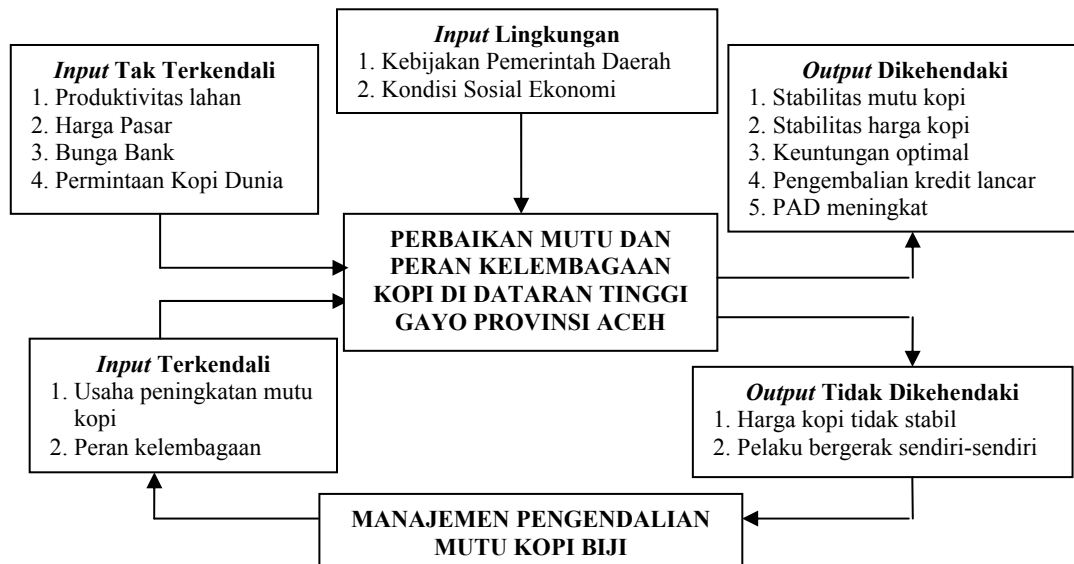 Input Tak Terkendali
1. Produktivitas lahan
2. Harga Pasar
3. Bunga Bank
4. Permintaan Kopi Dunia
Input Lingkungan
1. Kebijakan Pemerintah Daerah
2. Kondisi Sosial Ekonomi
Output Dikehendaki
1. Stabilitas mutu kopi
2. Stabilitas harga kopi
3. Keuntungan optimal
4. Pengembalian kredit lancar
5. PAD meningkat
PERBAIKAN MUTU DAN
PERAN KELEMBAGAAN
KOPI DI DATARAN TINGGI
GAYO PROVINSI ACEH
Input Terkendali
1. Usaha peningkatan mutu
kopi
2. Peran kelembagaan
Output Tidak Dikehendaki
1. Harga kopi tidak stabil
2. Pelaku bergerak sendiri-sendiri
MANAJEMEN PENGENDALIAN
MUTU KOPI BIJI